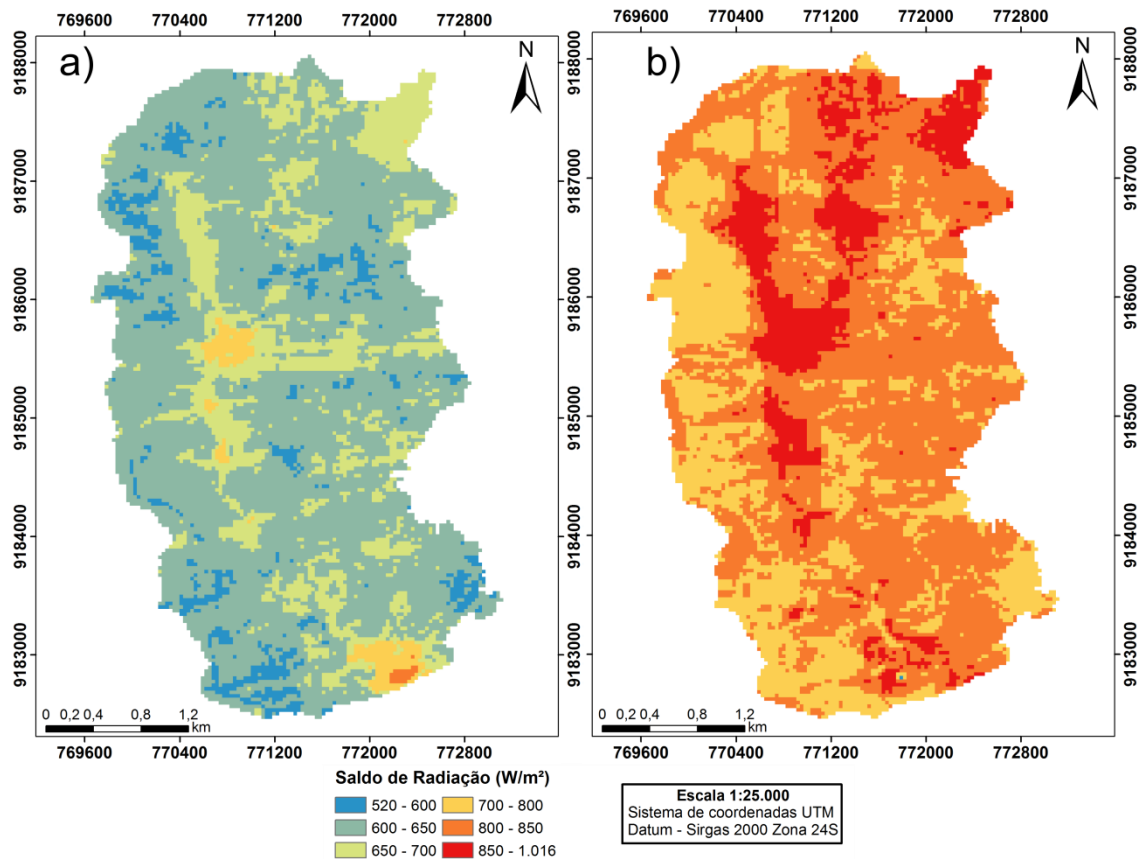 769600 770400 771200 772000 772800
769600 770400 771200 772000 772800
a)
N
9188000
9187000
9186000
9185000
9184000
9183000
0 0,2 0,4 0,8 1,2
km
769600 770400 771200 772000 772800
b)
N
9188000
9187000
9186000
9185000
9184000
9183000
0 0,2 0,4 0,8 1,2
km
769600 770400 771200 772000 772800
Saldo de Radiação (W/m²)
520 - 600 700 - 800
600 - 650 800 - 850
650 - 700 850 - 1.016
Escala 1:25.000
Sistema de coordenadas UTM
Datum - Sirgas 2000 Zona 24S